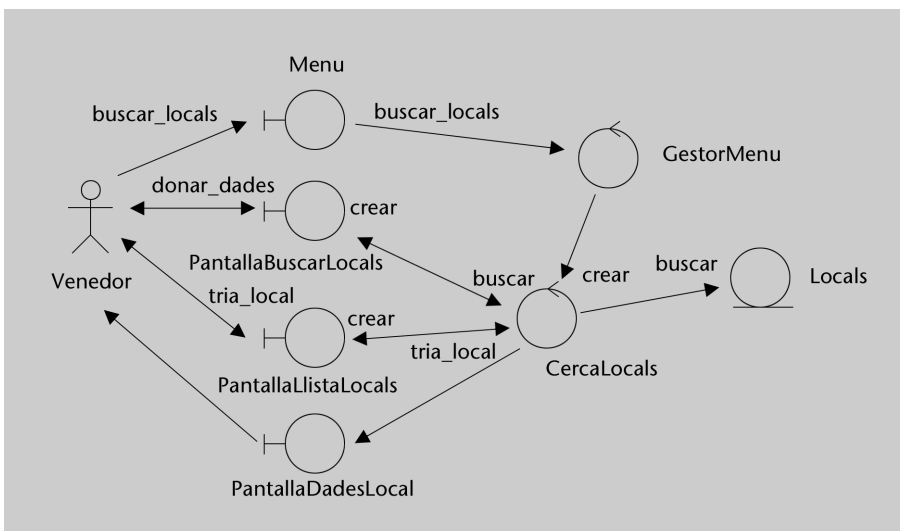 Menu
buscar_locals
buscar_locals
GestorMenu
donar_dades
crear
PantallaBuscarLocals
Venedor
tria_local
buscar
crear
buscar
Locals
crear
tria_local
CercaLocals
PantallaLlistaLocals
PantallaDadesLocal